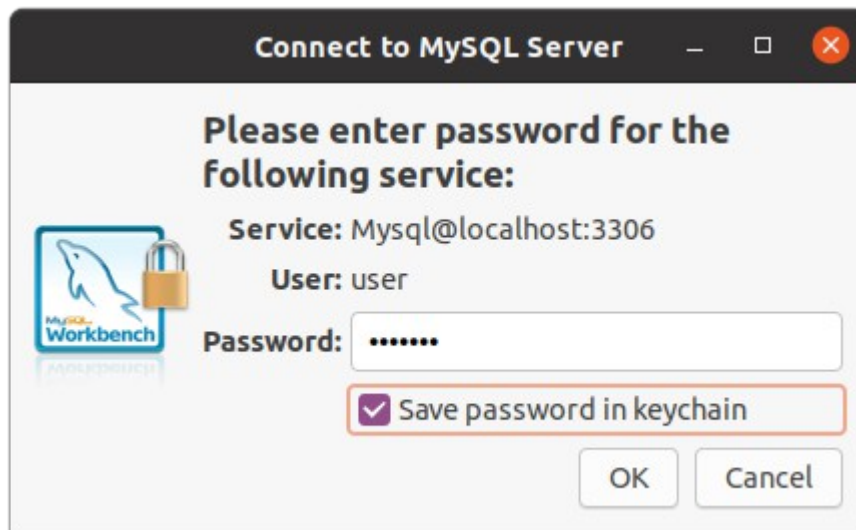 Connect to MySQL Server
Please enter password for the
following service:
Service: Mysql@localhost:3306
User: user
MySQL
Workbench
Password: •••••••
Save password in keychain
OK Cancel